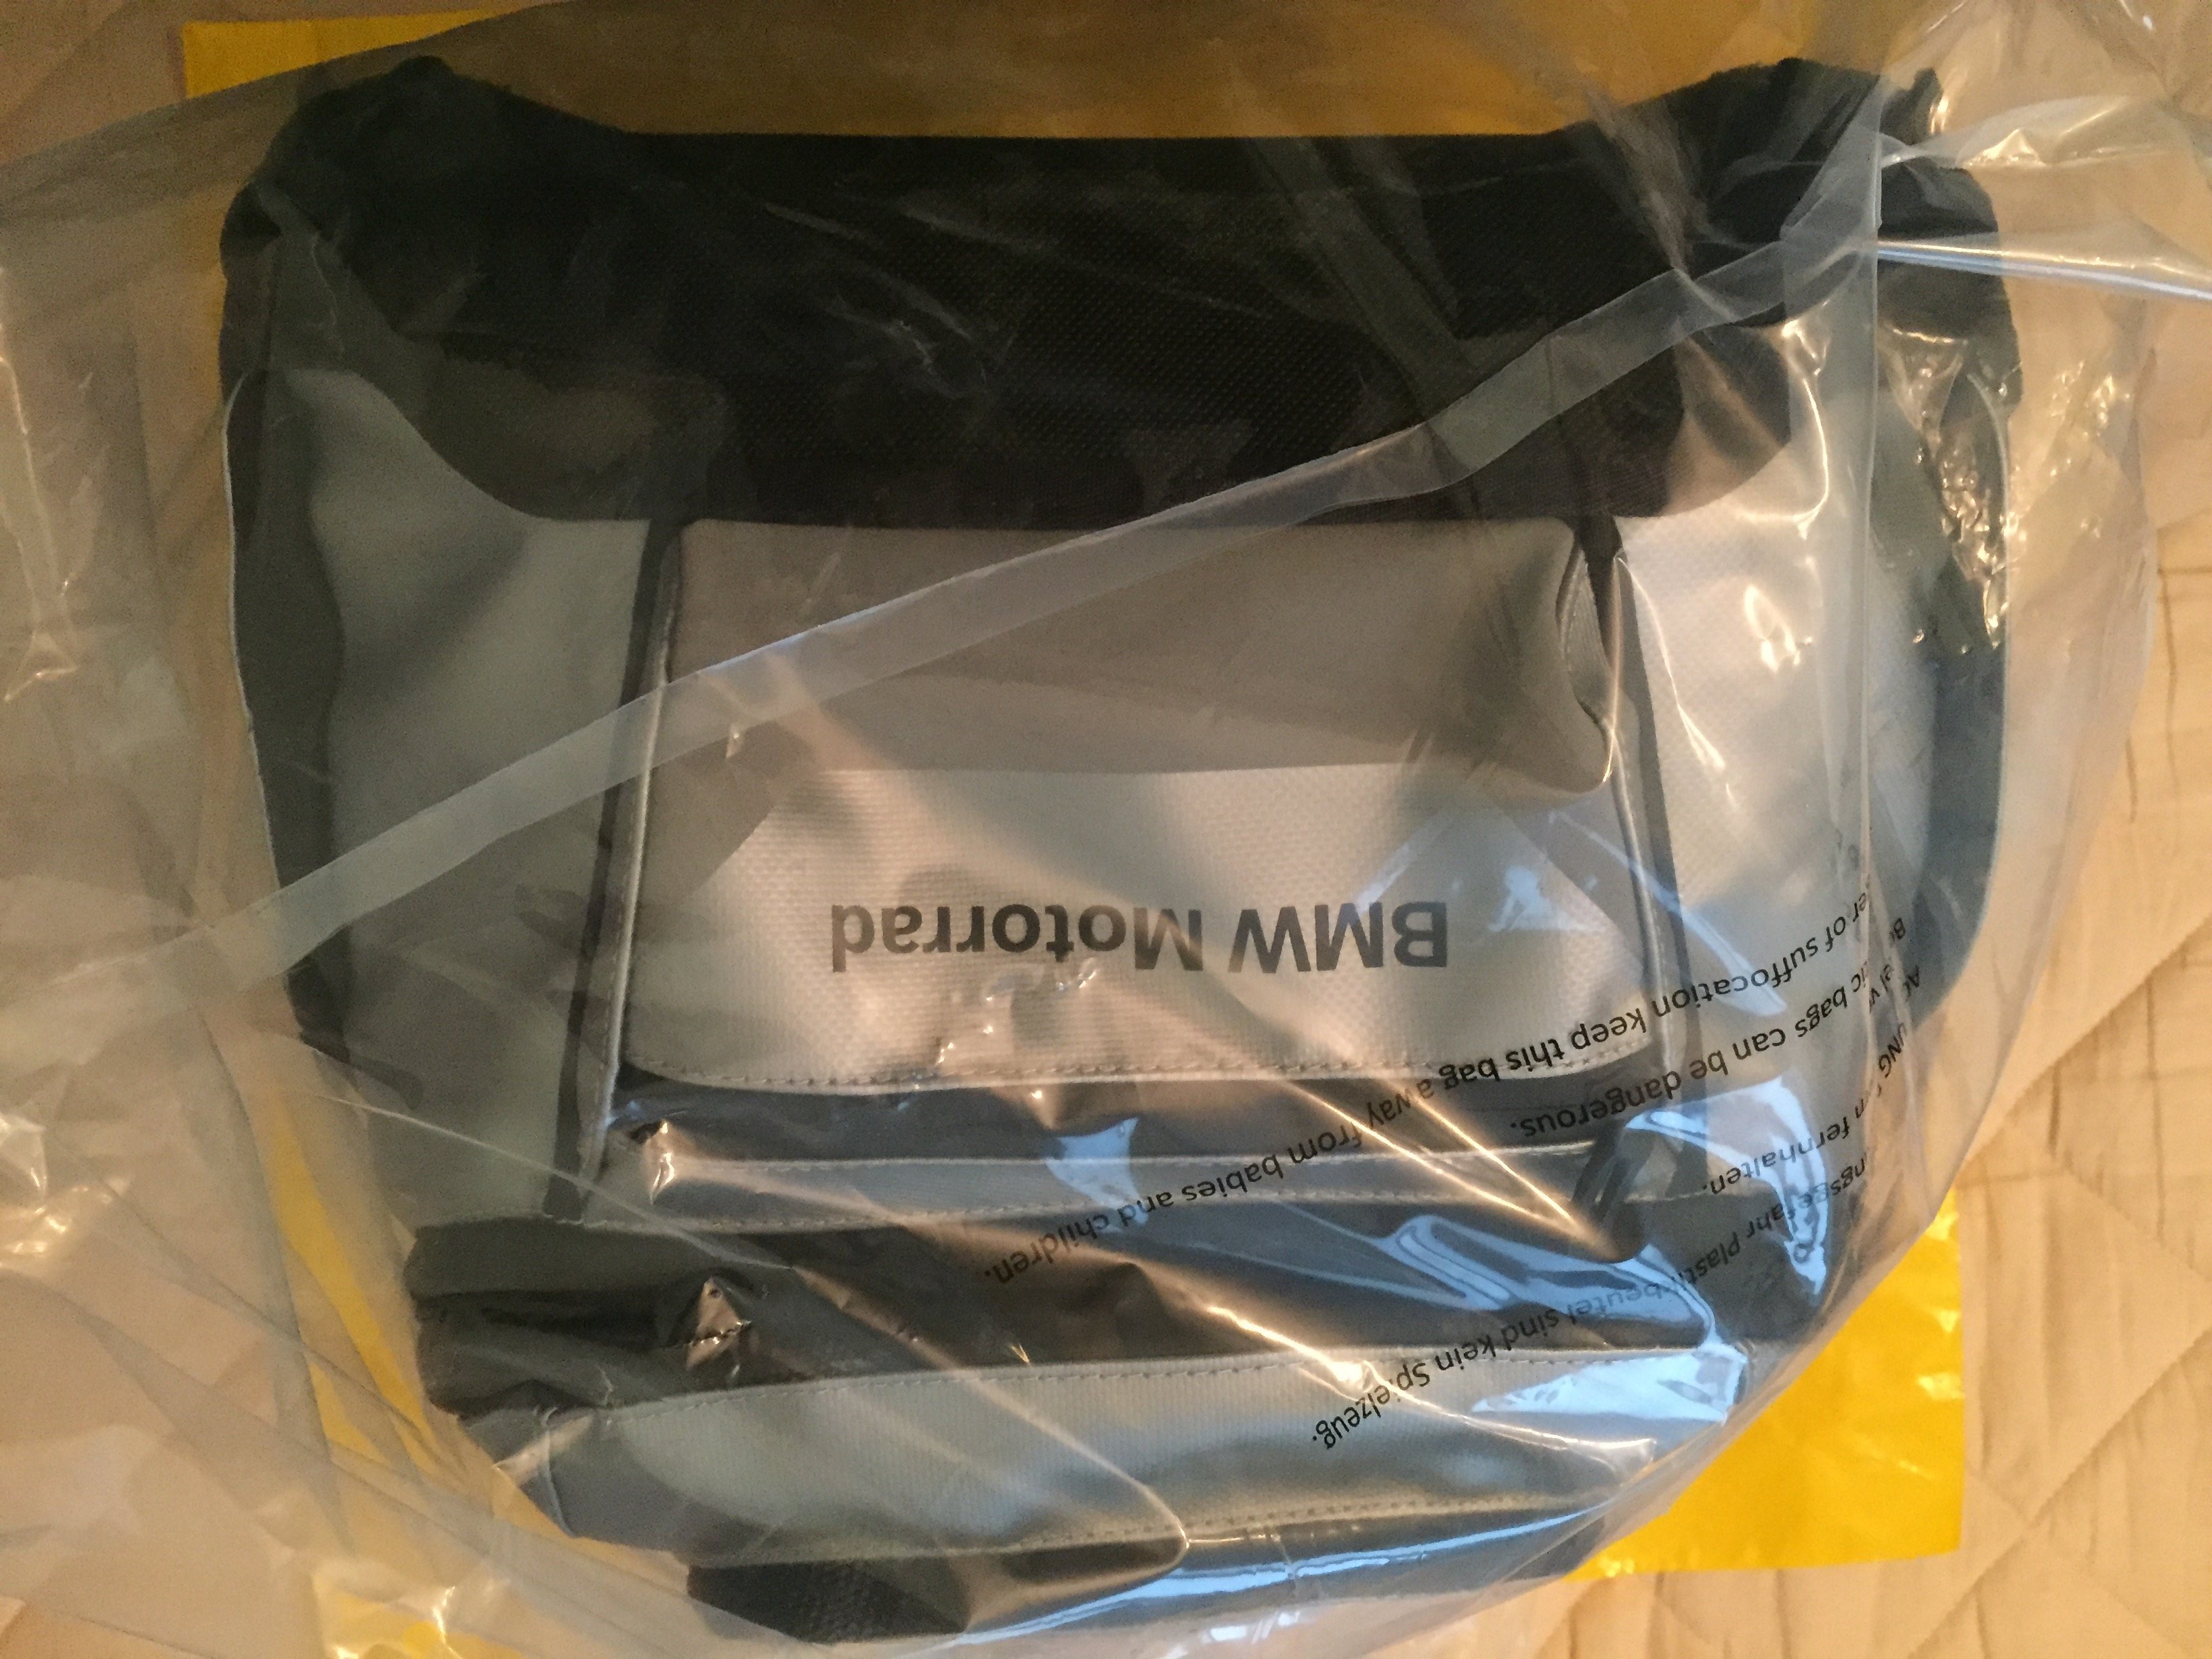 Plastikbeutel sind kein Spielzeug.
fernhalten.
bags can be dangerous.
of suffocation keep this bag away from babies and children.
BMW Motorrad